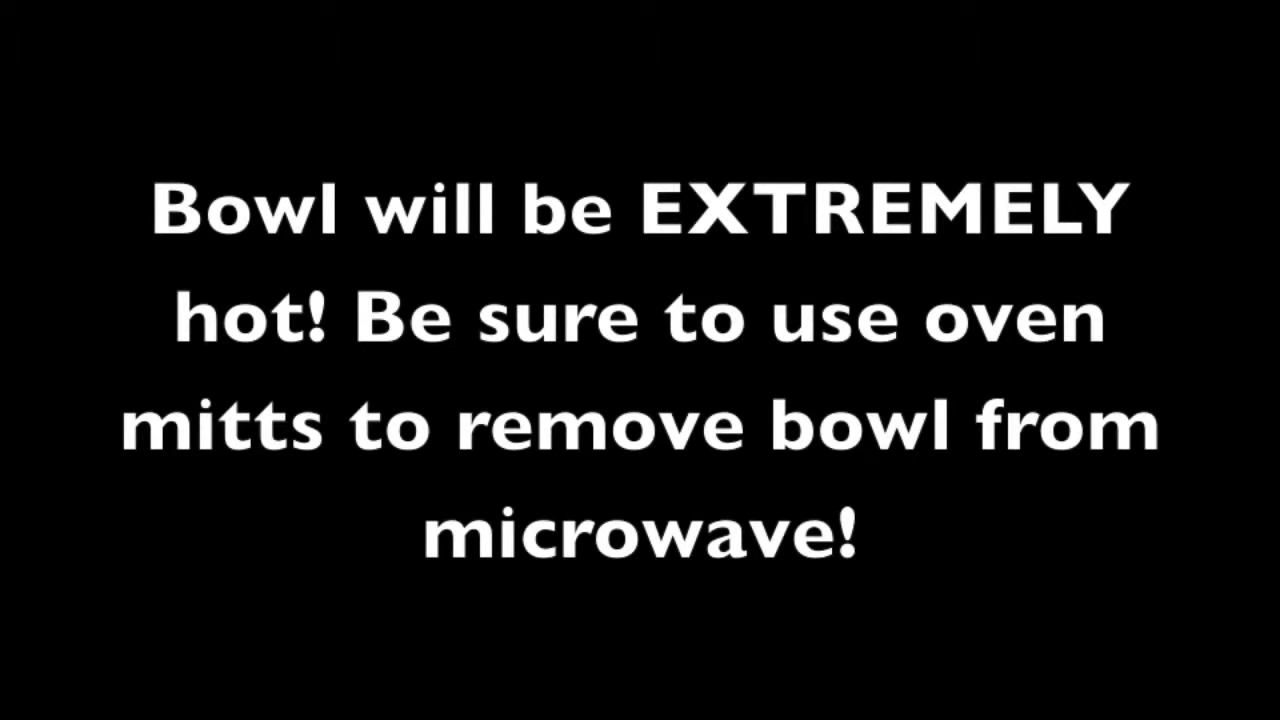 Bowl will be EXTREMELY
hot! Be sure to use oven
mitts to remove bowl from
microwave!